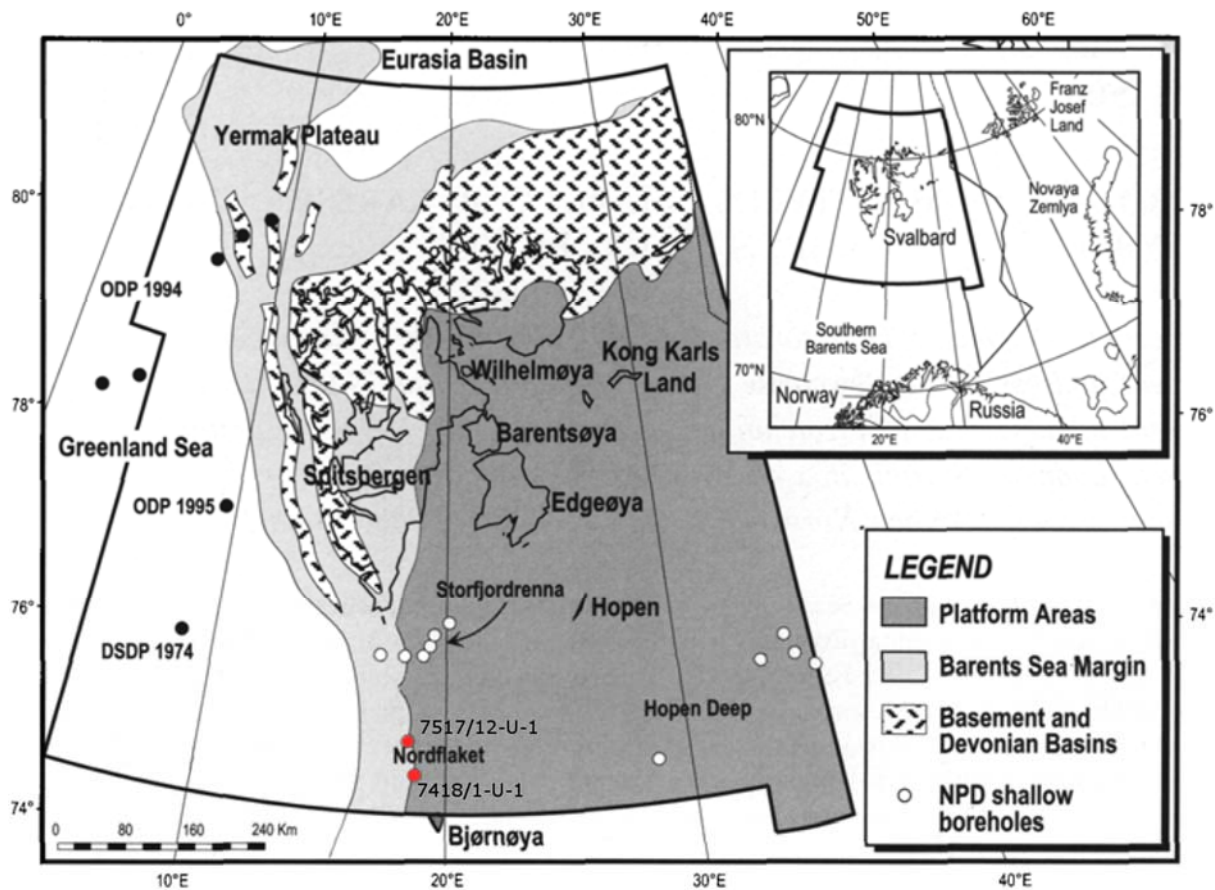 0°
10°E
20°E
30°E
40°E
50°E
60°E
Eurasia Basin
Yermak Plateau
80°
78°
76°
74°
ODP 1994
Greenland Sea
ODP 1995
DSDP 1974
Spitsbergen
Wilhelmøya
Kong Karls
Land
Barentsøya
Edgeøya
Storfjordrenna
Hopen
Hopen Deep
7517/12-U-1
Nordflaket
7418/1-U-1
Bjørnøya
0 80 160 240 Km
10°E
20°E
30°E
40°E
78°
76°
74°
80°N
70°N
Franz
Josef
Land
Novaya
Zemlya
Svalbard
Southern
Barents Sea
Norway
Russia
20°E
40°E
LEGEND
Platform Areas
Barents Sea Margin
Basement and
Devonian Basins
NPD shallow
boreholes